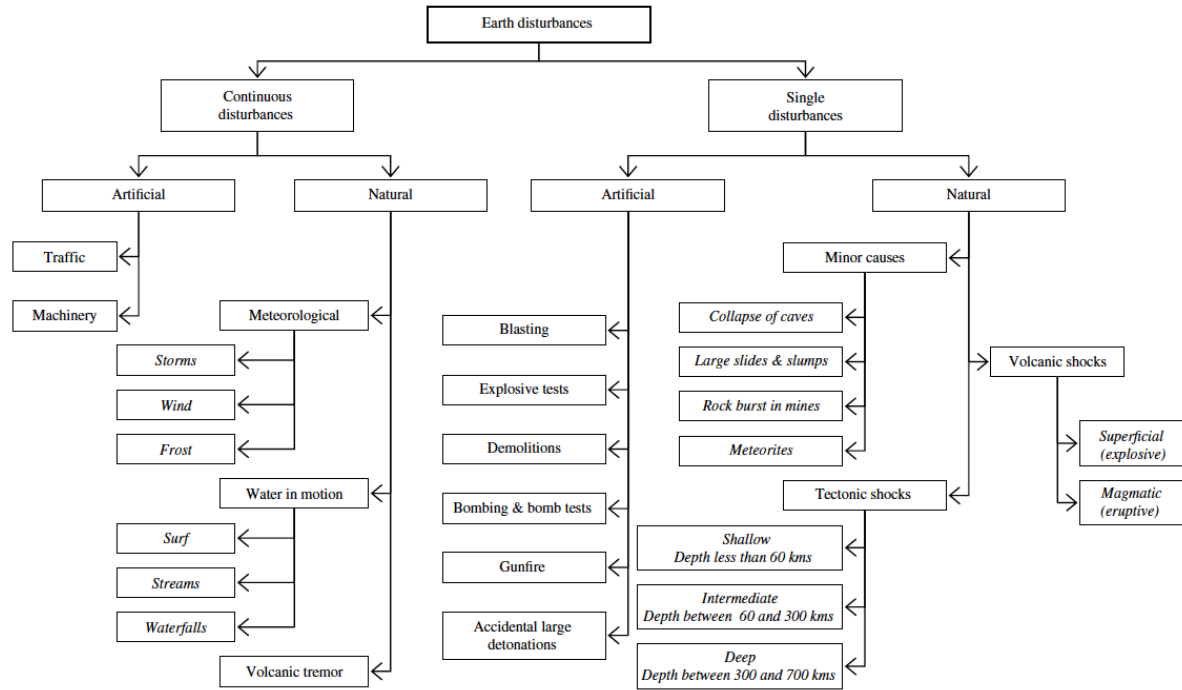 Earth disturbances
Continuous
disturbances
Single
disturbances
Artificial
Natural
Artificial
Natural
Traffic
Machinery
Meteorological
Storms
Wind
Frost
Water in motion
Surf
Streams
Waterfalls
Volcanic tremor
Blasting
Explosive tests
Demolitions
Bombing & bomb tests
Gunfire
Accidental large
detonations
Minor causes
Collapse of caves
Large slides & slumps
Rock burst in mines
Meteorites
Tectonic shocks
Shallow
Depth less than 60 kms
Intermediate
Depth between 60 and 300 kms
Deep
Depth between 300 and 700 kms
Volcanic shocks
Superficial
(explosive)
Magmatic
(eruptive)